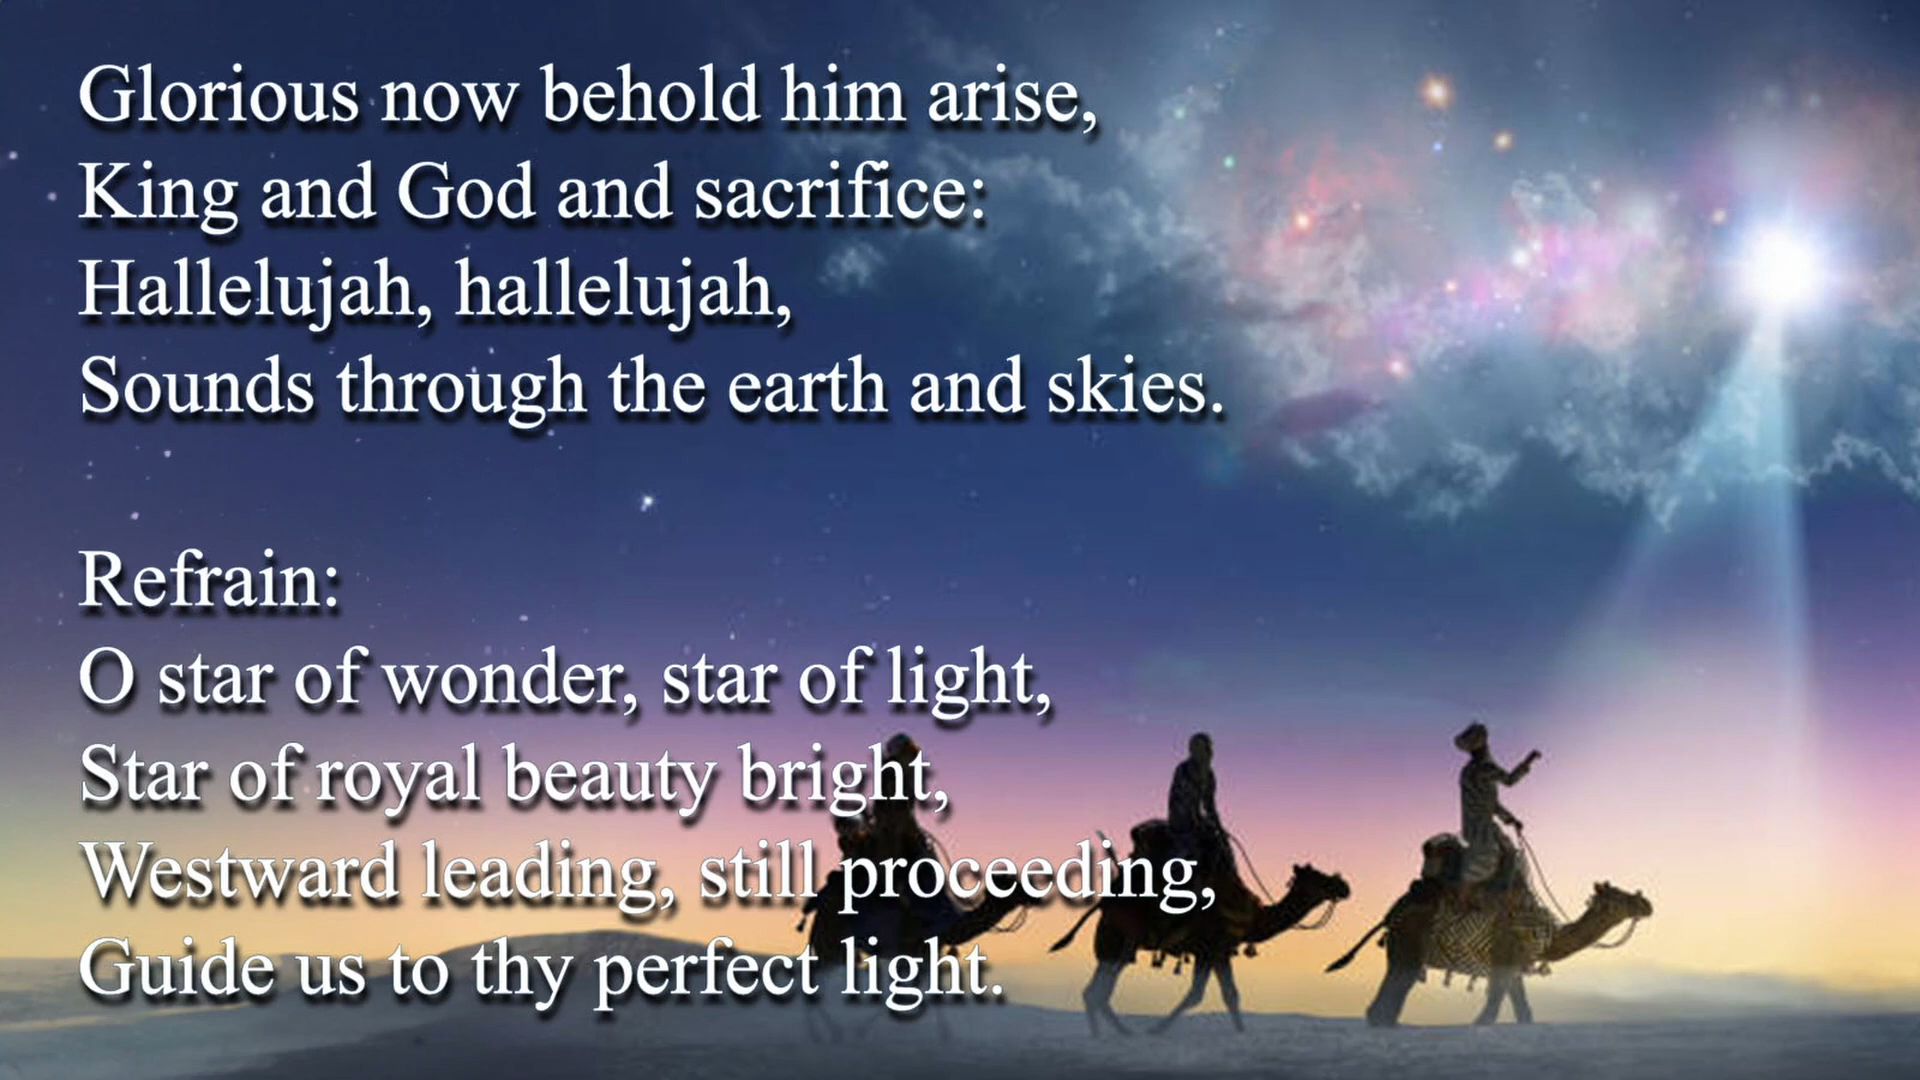 Glorious now behold him arise,
King and God and sacrifice:
Hallelujah, hallelujah,
Sounds through the earth and skies.
Refrain:
O star of wonder, star of light,
Star of royal beauty bright,
Westward leading, still proceeding,
Guide us to thy perfect light.